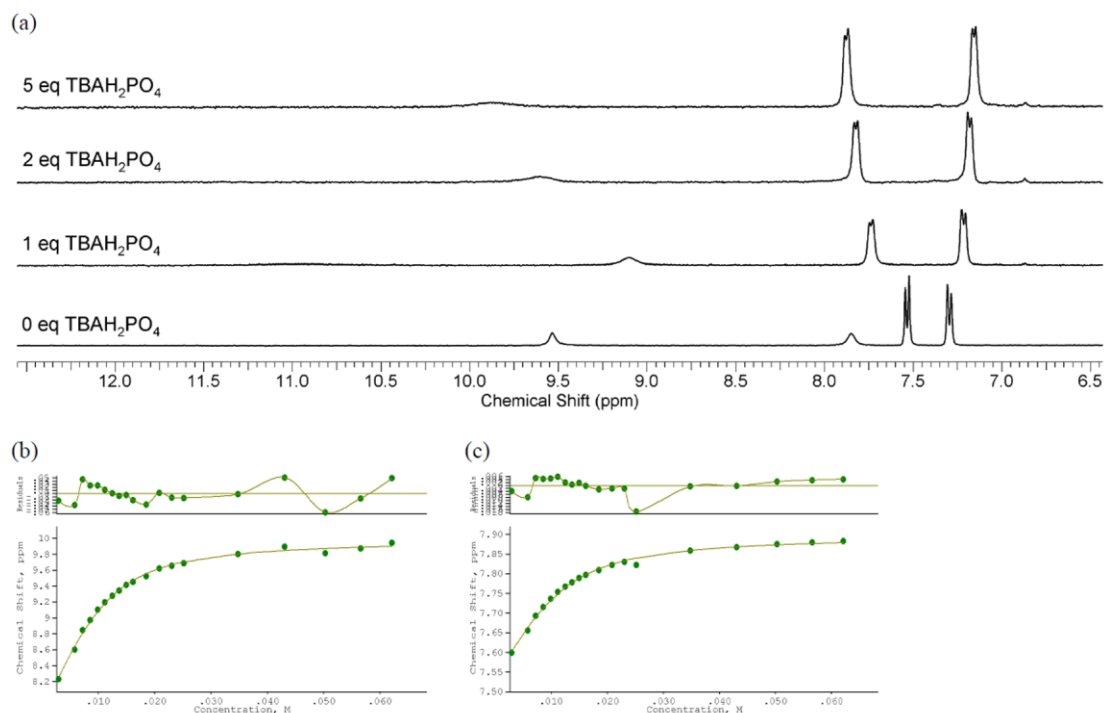 (a)
5 eq TBAH₂PO₄
2 eq TBAH₂PO₄
1 eq TBAH₂PO₄
0 eq TBAH₂PO₄
12.0 11.5 11.0 10.5 10.0 9.5 9.0 8.5 8.0 7.5 7.0 6.5
Chemical Shift (ppm)
(b)
Residuals
10
9.8
9.6
9.4
9.2
9
8.8
8.6
8.4
8.2
Chemical Shift, ppm
.010 .020 .030 .040 .050 .060
Concentration, M
(c)
Residuals
7.90
7.85
7.80
7.75
7.70
7.65
7.60
7.55
7.50
Chemical Shift, ppm
.010 .020 .030 .040 .050 .060
Concentration, M